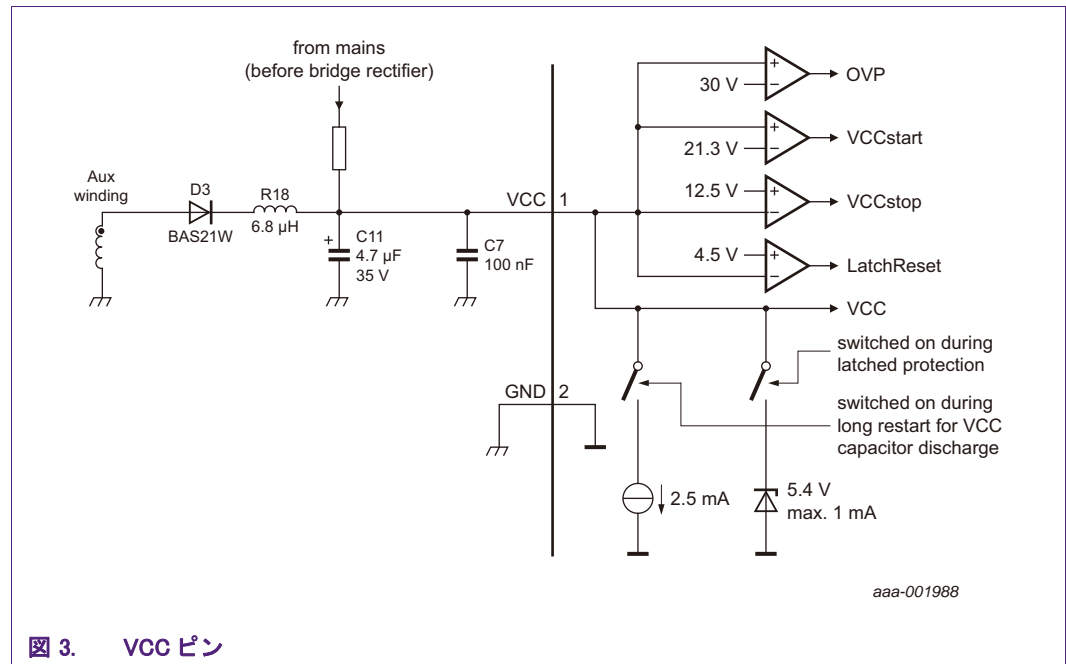 from mains
(before bridge rectifier)
Aux
winding
D3
BAS21W
R18
6.8 μH
+
C11
4.7 μF
35 V
C7
100 nF
VCC 1
GND 2
+
30 V −
OVP
+
21.3 V −
VCCstart
12.5 V +
−
VCCstop
4.5 V +
−
LatchReset
VCC
switched on during
latched protection
switched on during
long restart for VCC
capacitor discharge
2.5 mA
5.4 V
max. 1 mA
aaa-001988
図 3. VCC ピン